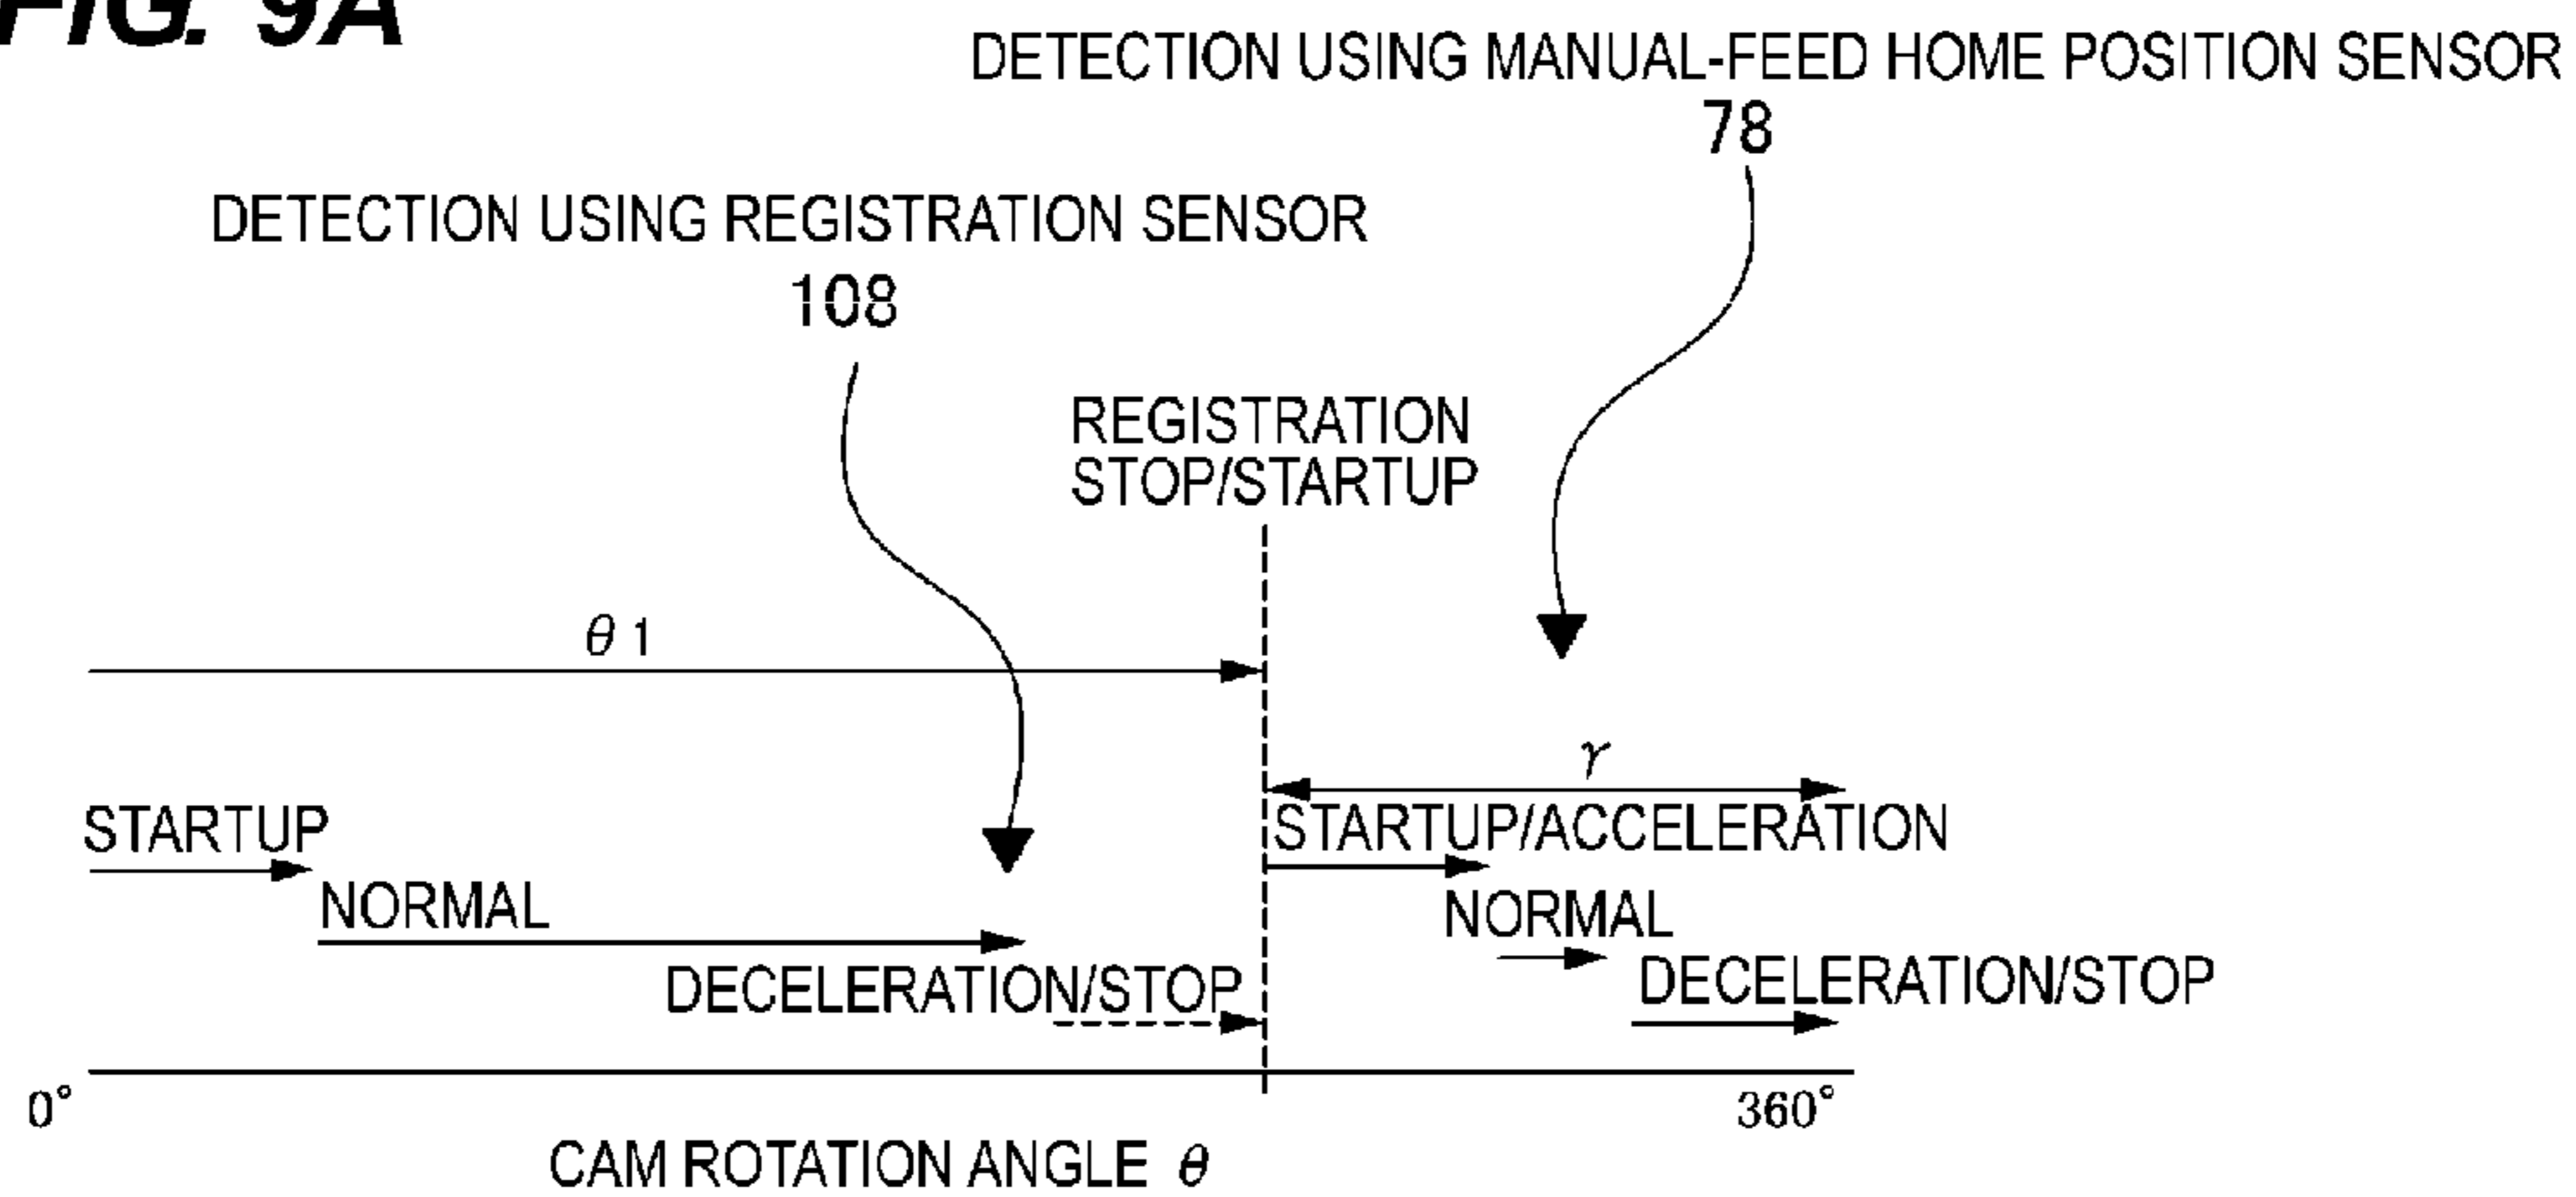 FIG. 9A
DETECTION USING MANUAL-FEED HOME POSITION SENSOR
78
DETECTION USING REGISTRATION SENSOR
108
REGISTRATION
STOP/STARTUP
θ 1
γ
STARTUP
STARTUP/ACCELERATION
NORMAL
NORMAL
DECELERATION/STOP
DECELERATION/STOP
0°
360°
CAM ROTATION ANGLE θ